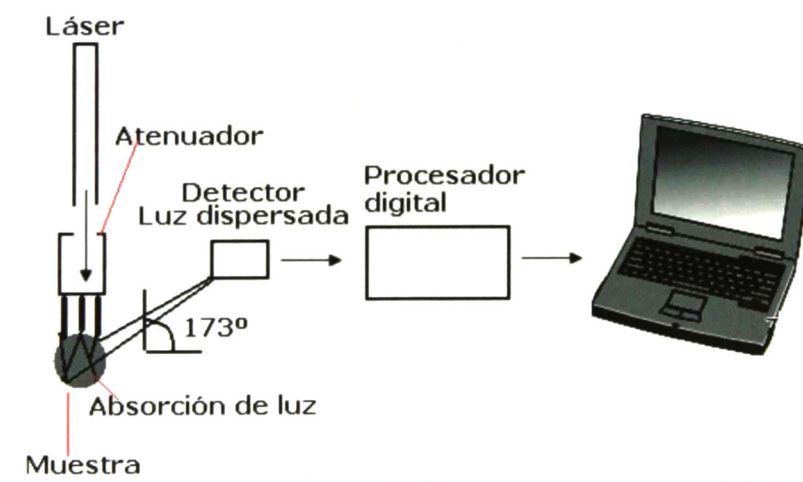 Láser
Atenuador
Detector
Luz dispersada
Procesador
digital
173º
Absorción de luz
Muestra